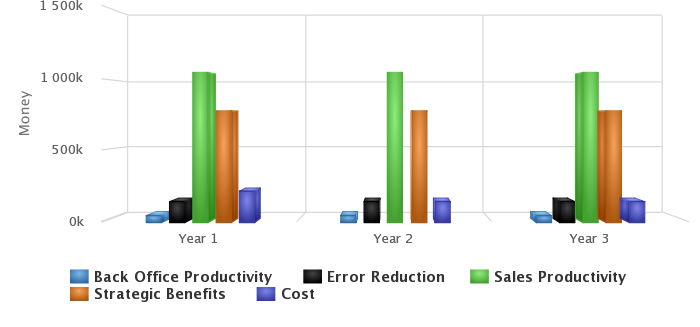 1 500k
1 000k
500k
0k
Money
Year 1 Year 2 Year 3
Back Office Productivity Error Reduction Sales Productivity
Strategic Benefits Cost